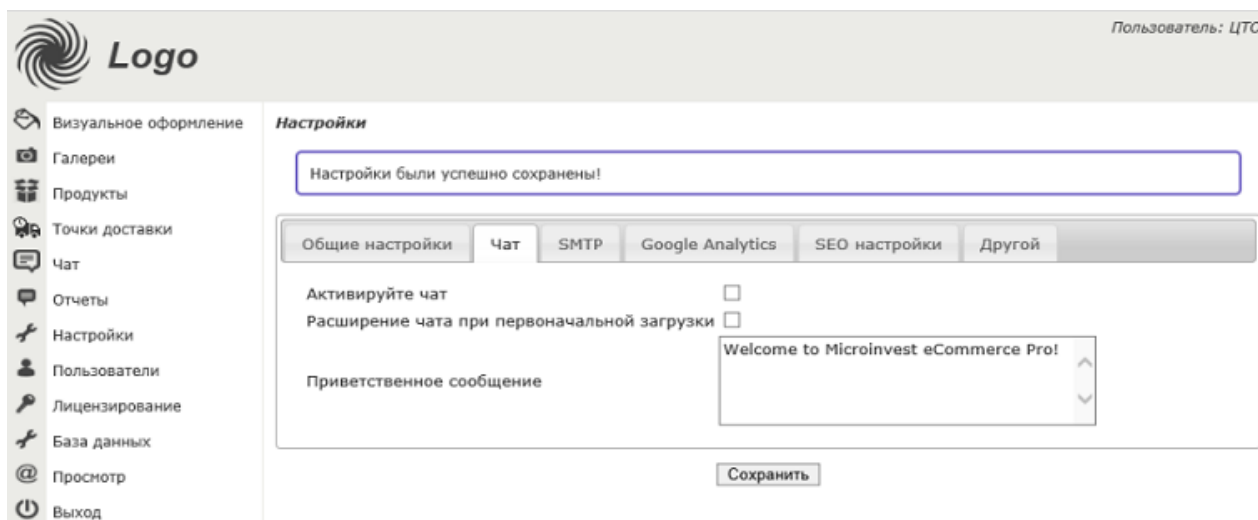 Пользователь: ЦТО
Logo
Визуальное оформление
Галереи
Продукты
Точки доставки
Чат
Отчеты
Настройки
Пользователи
Лицензирование
База данных
Просмотр
Выход
Настройки
Настройки были успешно сохранены!
Общие настройки Чат SMTP Google Analytics SEO настройки Другой
Активируйте чат
Расширение чата при первоначальной загрузки
Приветственное сообщение
Welcome to Microinvest eCommerce Pro!
Сохранить